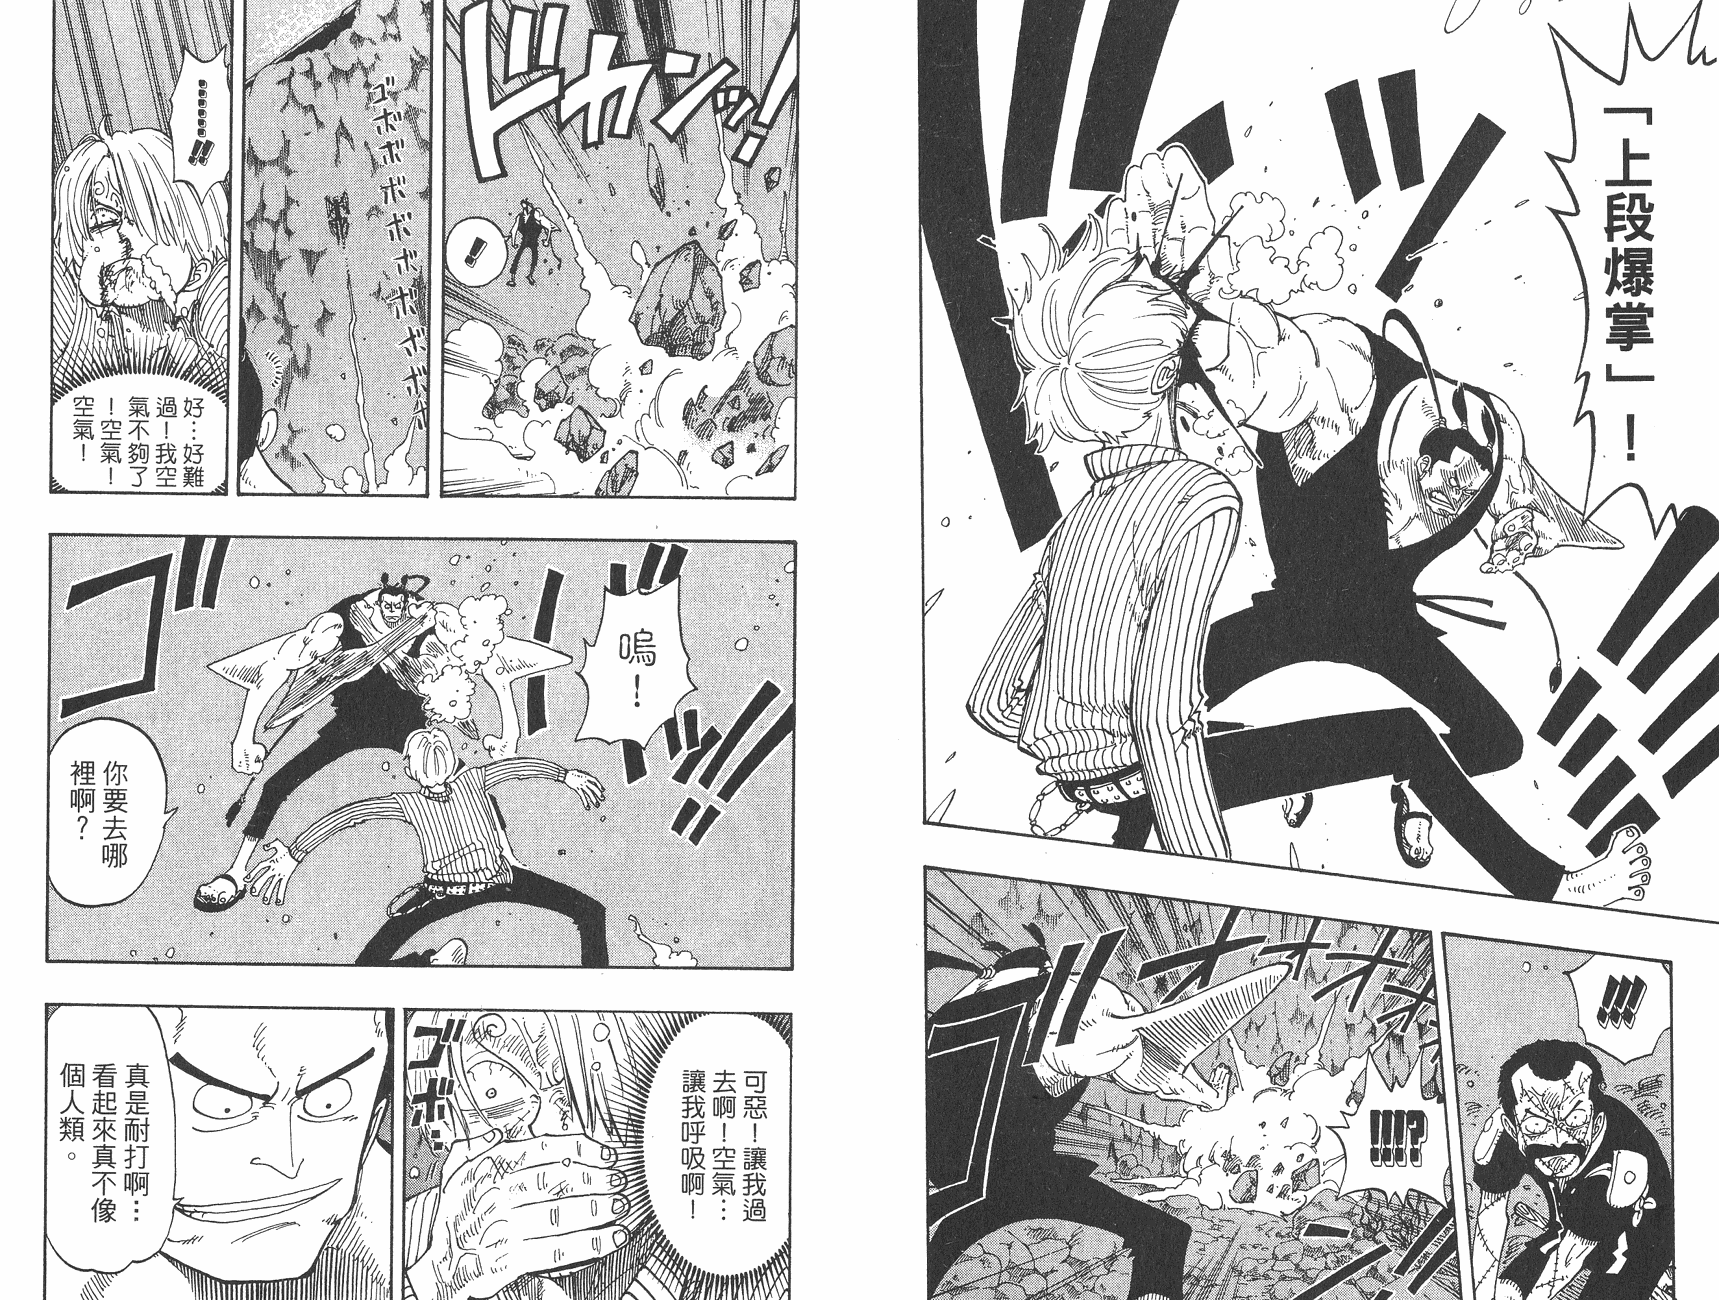 「上段爆掌」！
!!!
!!!!?
ドカンッ!
!!
ゴボボボボボボボボ
……!!
好…好難
過！我空
氣不夠了
！空氣！
空氣！
嗚！
你要去哪
裡啊？
可惡！讓我過
去啊！空氣…
讓我呼吸啊！
ゴボボ…
真是耐打啊…
看起來真不像
個人類。